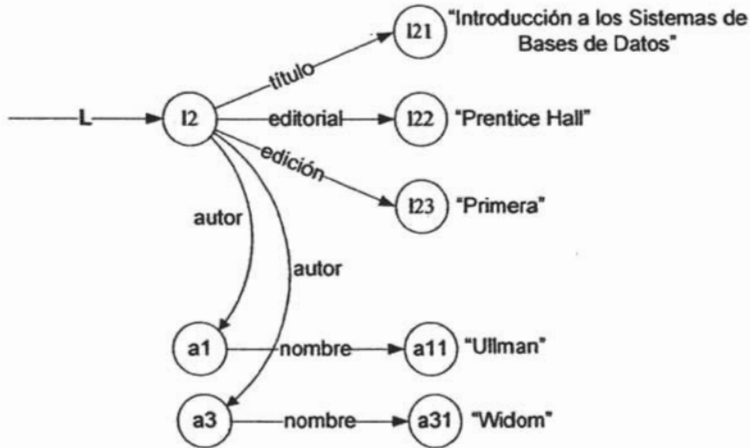 l21 "Introducción a los Sistemas de
Bases de Datos"
título
L
l2
editorial
l22 "Prentice Hall"
edición
l23 "Primera"
autor
autor
a1
nombre
a11 "Ullman"
a3
nombre
a31 "Widom"